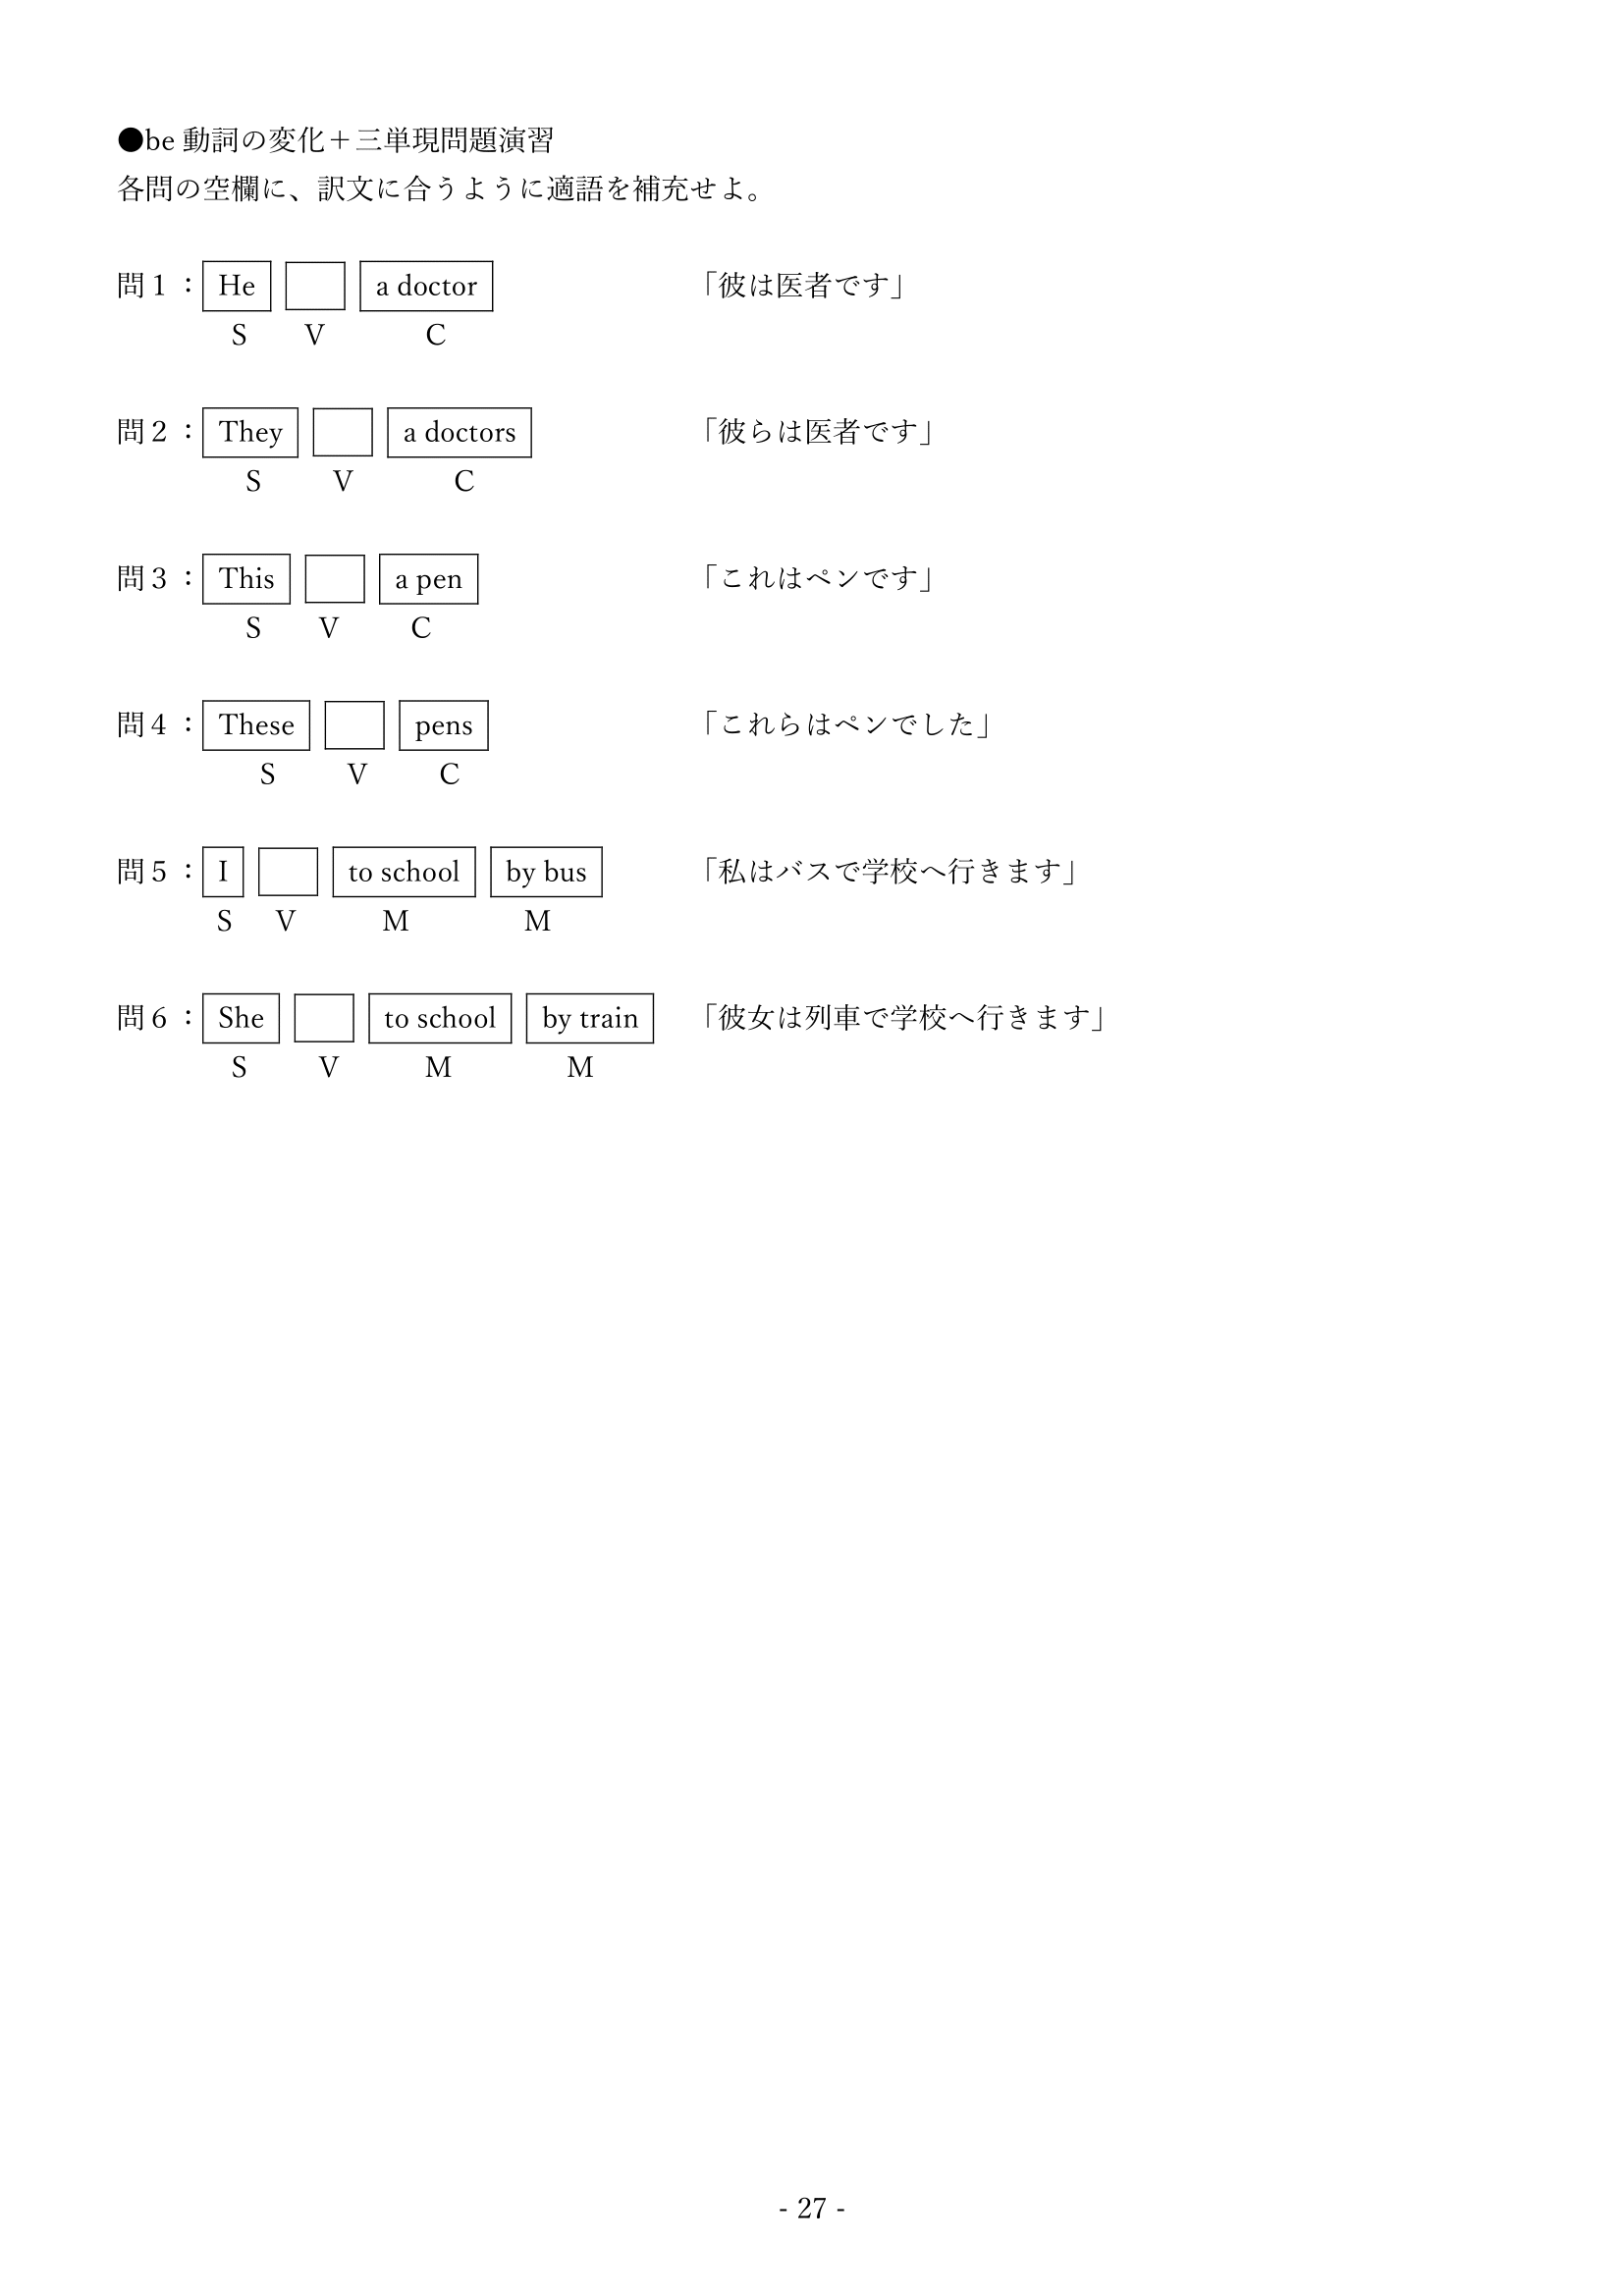 ●be 動詞の変化＋三単現問題演習
各問の空欄に、訳文に合うように適語を補充せよ。
問１：He a doctor 「彼は医者です」
S V C
問２：They a doctors 「彼らは医者です」
S V C
問３：This a pen 「これはペンです」
S V C
問４：These pens 「これらはペンでした」
S V C
問５：I to school by bus 「私はバスで学校へ行きます」
S V M M
問６：She to school by train 「彼女は列車で学校へ行きます」
S V M M
- 27 -